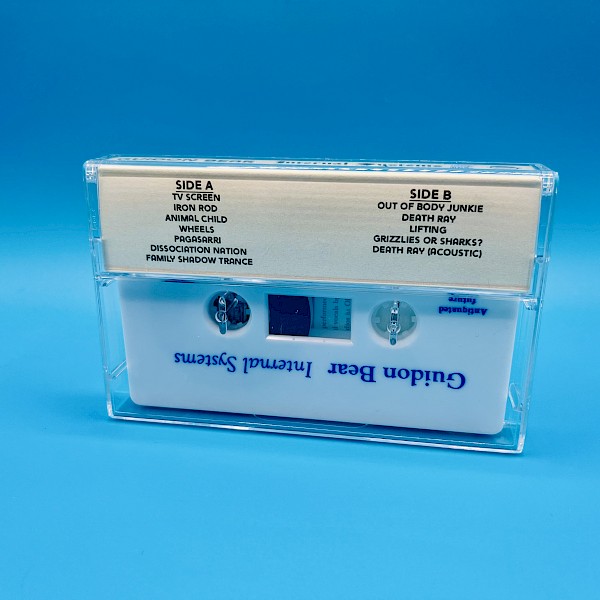 SIDE A
TV SCREEN
IRON ROD
ANIMAL CHILD
WHEELS
PAGASARRI
DISSOCIATION NATION
FAMILY SHADOW TRANCE
SIDE B
OUT OF BODY JUNKIE
DEATH RAY
LIFTING
GRIZZLIES OR SHARKS?
DEATH RAY (ACOUSTIC)
Antiquated
future
Guidon Bear Internal Systems